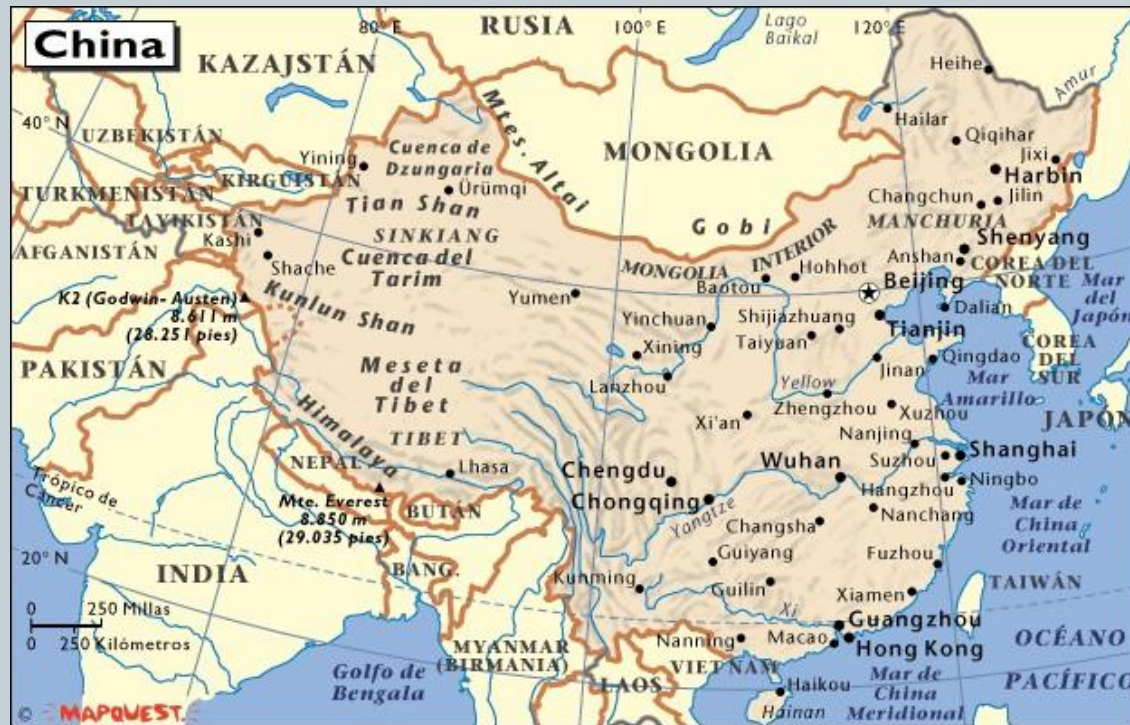 China
80° E
RUSIA
100° E
Lago
Baikal
120° E
KAZAJSTÁN
Heihe
Amur
40° N
Mtes. Altai
Hailar
UZBEKISTÁN
Cuenca de
Dzungaria
MONGOLIA
Qiqihar
Yining
Jixi
KIRGUISTÁN
Harbin
TURKMENISTÁN
Ürümqi
Changchun
Jilin
Tian Shan
Gobi
MANCHURIA
TAYIKISTÁN
SINKIANG
Shenyang
AFGANISTÁN
Kashi
Cuenca del
Tarim
MONGOLIA INTERIOR
Hohhot
Anshan
COREA DEL
NORTE
Shache
Baotou
Beijing
Mar
del
Japón
K2 (Godwin- Austen)
8.611 m
(28.251 pies)
Yumen
Dalian
Kunlun Shan
Yinchuan
Shijiazhuang
Tianjin
Taiyuan
COREA
DEL
SUR
Xining
PAKISTÁN
Meseta
del
Tibet
Lanzhou
Yellow
Jinan
Qingdao
Mar
Amarillo
Himalaya
Zhengzhou
Xuzhou
JAPÓN
Xi'an
TIBET
Nanjing
NEPAL
Lhasa
Chengdu
Wuhan
Suzhou
Shanghai
Trópico de
Cáncer
Mte. Everest
8.850 m
(29.035 pies)
BUTÁN
Chongqing
Yangtze
Hangzhou
Ningbo
Changsha
Nanchang
Mar de
China
Oriental
20° N
INDIA
BANG.
Guiyang
Fuzhou
Kunming
Guilin
TAIWÁN
0 250 Millas
0 250 Kilómetros
Xiamen
Xi
Guangzhou
MYANMAR
(BIRMANIA)
Nanning
Macao
Hong Kong
OCÉANO
PACÍFICO
Golfo de
Bengala
VIETNAM
LAOS
Haikou
Mar de
China
Meridional
Hainan
© MAPQUEST